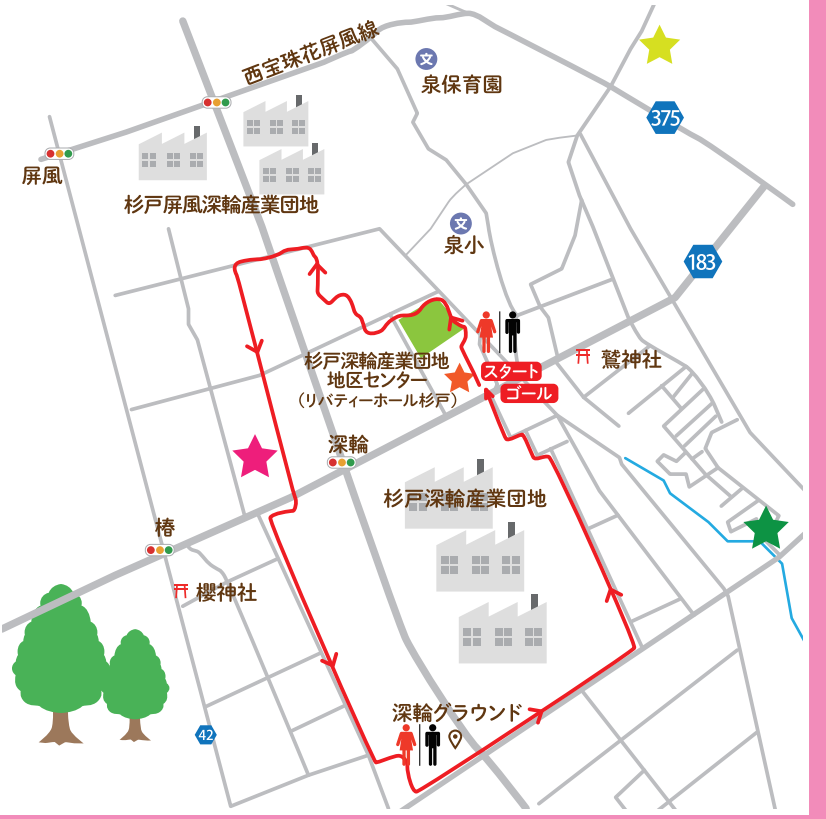 西宝珠花屏風線
文
泉保育園
375
屏風
杉戸屏風深輪産業団地
文
泉小
183
杉戸深輪産業団地
地区センター
(リバティーホール杉戸)
スタート
ゴール
鷲神社
深輪
杉戸深輪産業団地
椿
櫻神社
深輪グラウンド
42